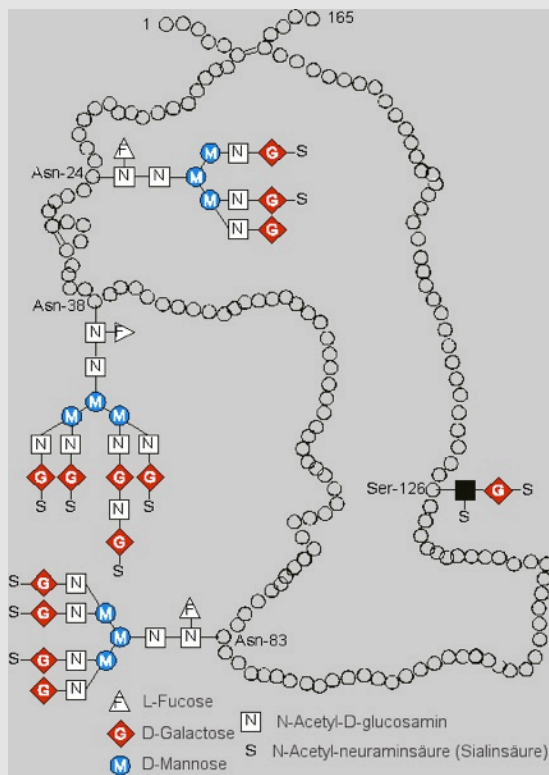 1 165
F M N G S
Asn-24 N N M
M N G S
N G
Asn-38
N F
N
M
M M
N N N N
G G G G
S S N S
G
S
Ser-126 G S
S
S G N
S G N M F
M N N Asn-83
S G N M
G N
F L-Fucose
G D-Galactose
M D-Mannose
N N-Acetyl-D-glucosamin
S N-Acetyl-neuraminsäure (Sialinsäure)